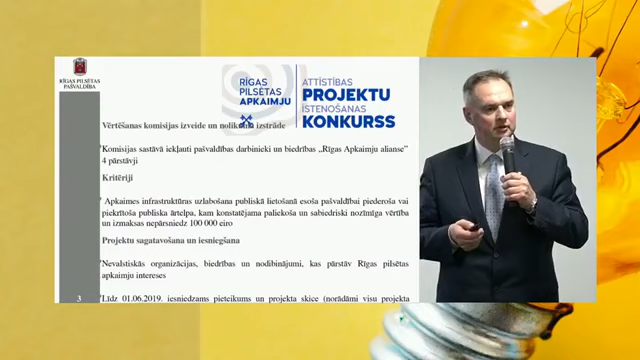 RĪGAS PILSĒTAS
PAŠVALDĪBA
RĪGAS
PILSĒTAS
APKAIMJU
ATTĪSTĪBAS
PROJEKTU
ĪSTENOŠANAS
KONKURSS
Vērtēšanas komisijas izveide un nolikuma izstrāde
Komisijas sastāvā iekļauti pašvaldības darbinieki un biedrības „Rīgas Apkaimju alianse"
4 pārstāvji
Kritēriji
Apkaimes infrastruktūras uzlabošana publiskā lietošanā esoša pašvaldībai piederoša vai
piekritoša publiska ārtelpa, kam konstatējama paliekoša un sabiedriski nozīmīga vērtība
un izmaksas nepārsniedz 100 000 eiro
Projektu sagatavošana un iesniegšana
Nevalstiskās organizācijas, biedrības un nodibinājumi, kas pārstāv Rīgas pilsētas
apkaimju intereses
3
Līdz 01.06.2019. iesniedzams pieteikums un projekta skice (norādāmi visu projekta